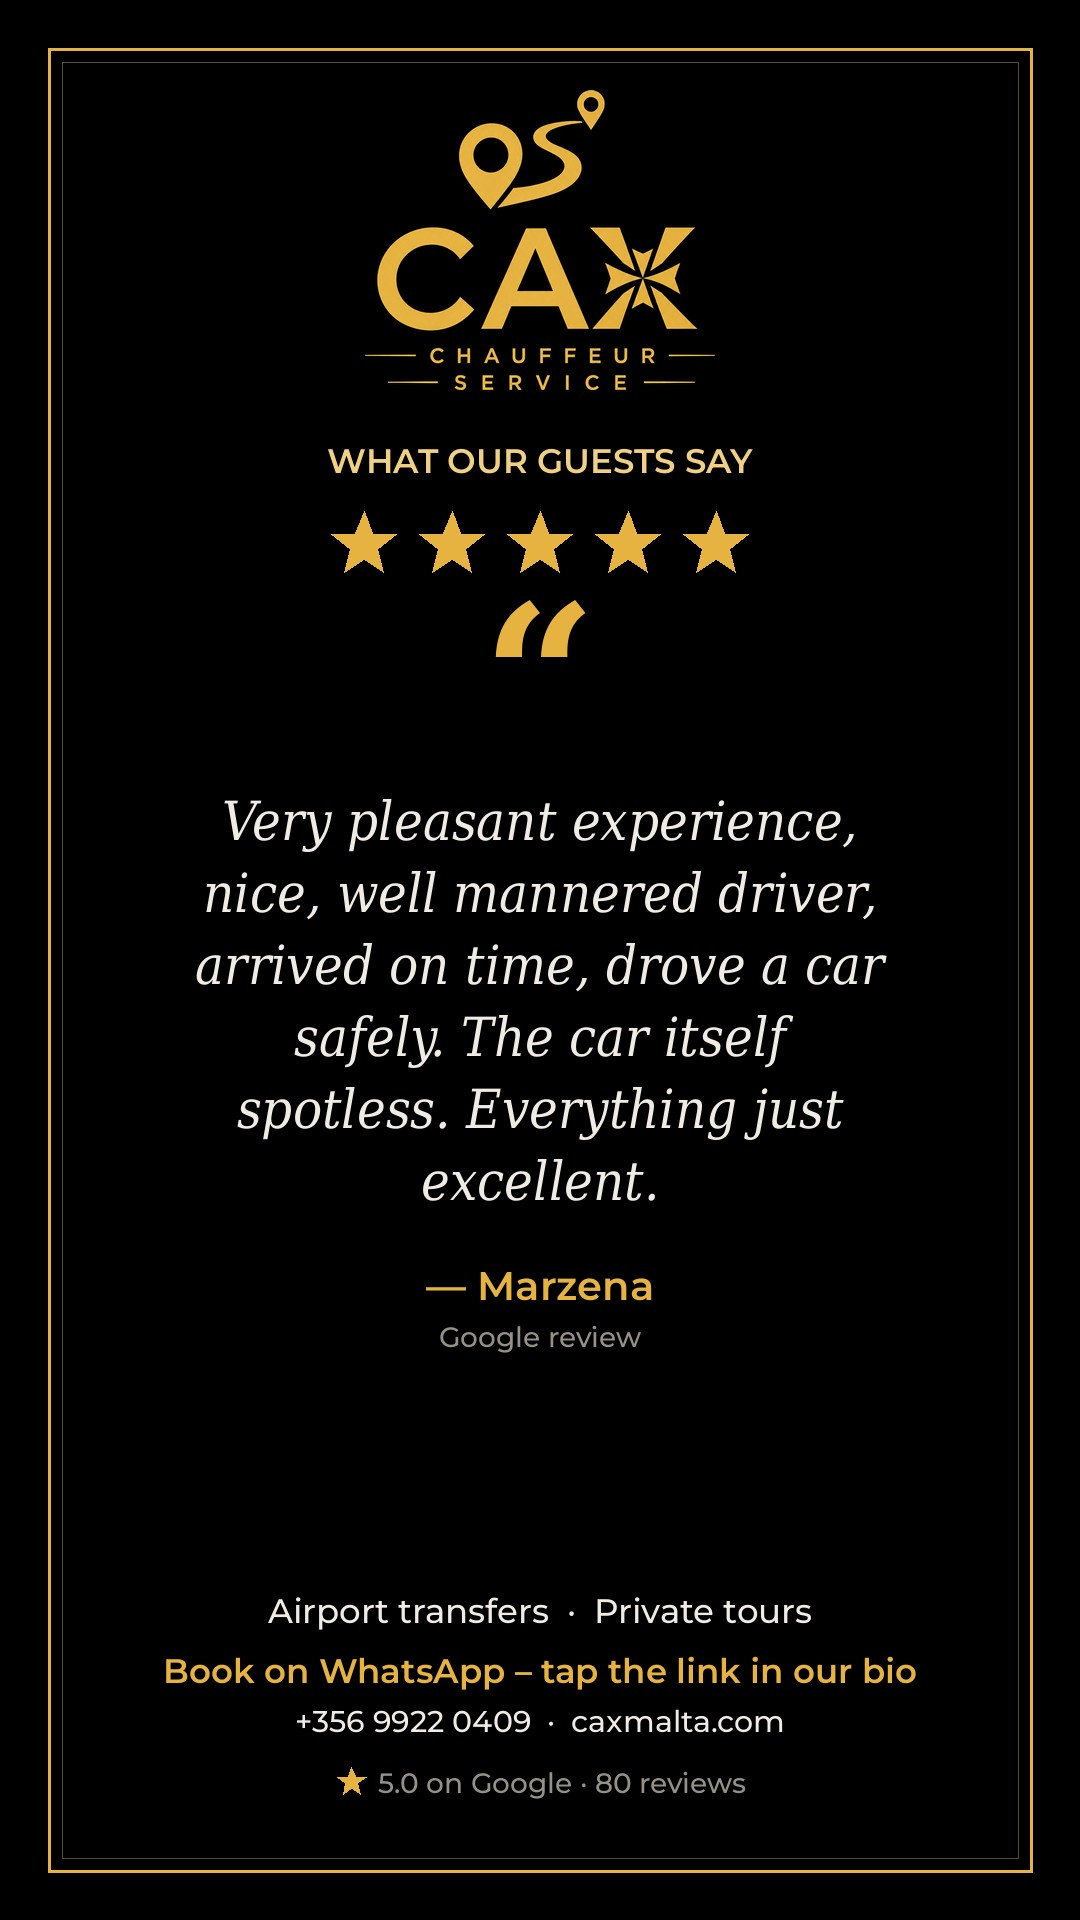 CAX
CHAUFFEUR
SERVICE
WHAT OUR GUESTS SAY
“
Very pleasant experience,
nice, well mannered driver,
arrived on time, drove a car
safely. The car itself
spotless. Everything just
excellent.
— Marzena
Google review
Airport transfers · Private tours
Book on WhatsApp – tap the link in our bio
+356 9922 0409 · caxmalta.com
5.0 on Google · 80 reviews